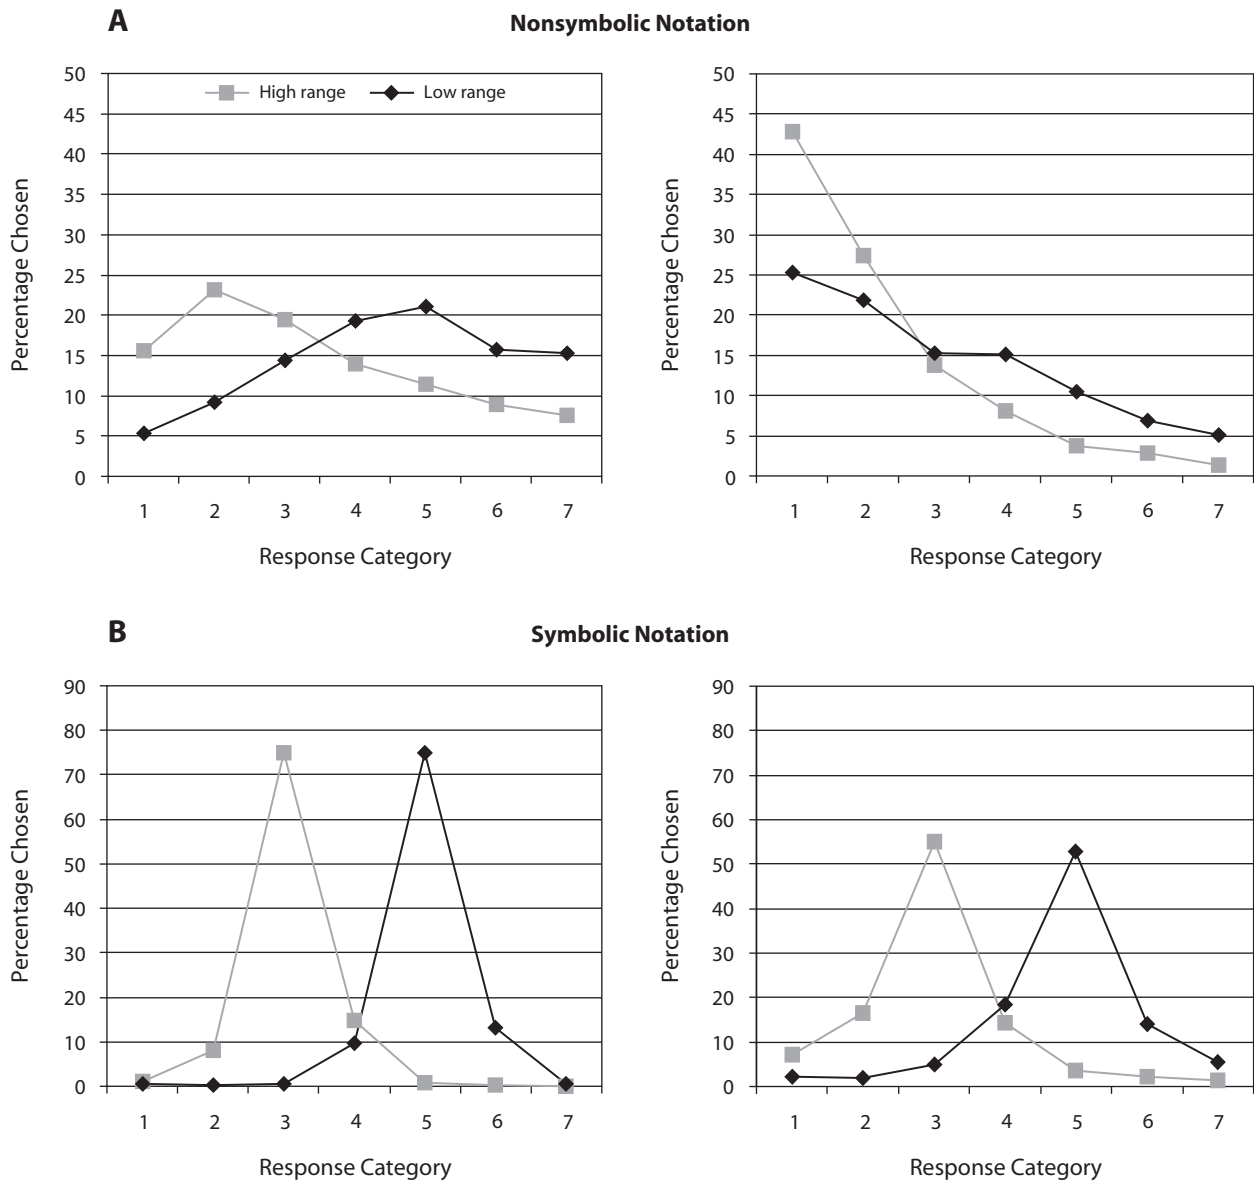 A
Nonsymbolic Notation
50
45
40
35
30
25
20
15
10
5
0
Percentage Chosen
High range
Low range
1 2 3 4 5 6 7
Response Category
50
45
40
35
30
25
20
15
10
5
0
Percentage Chosen
1 2 3 4 5 6 7
Response Category
B
Symbolic Notation
90
80
70
60
50
40
30
20
10
0
Percentage Chosen
1 2 3 4 5 6 7
Response Category
90
80
70
60
50
40
30
20
10
0
Percentage Chosen
1 2 3 4 5 6 7
Response Category